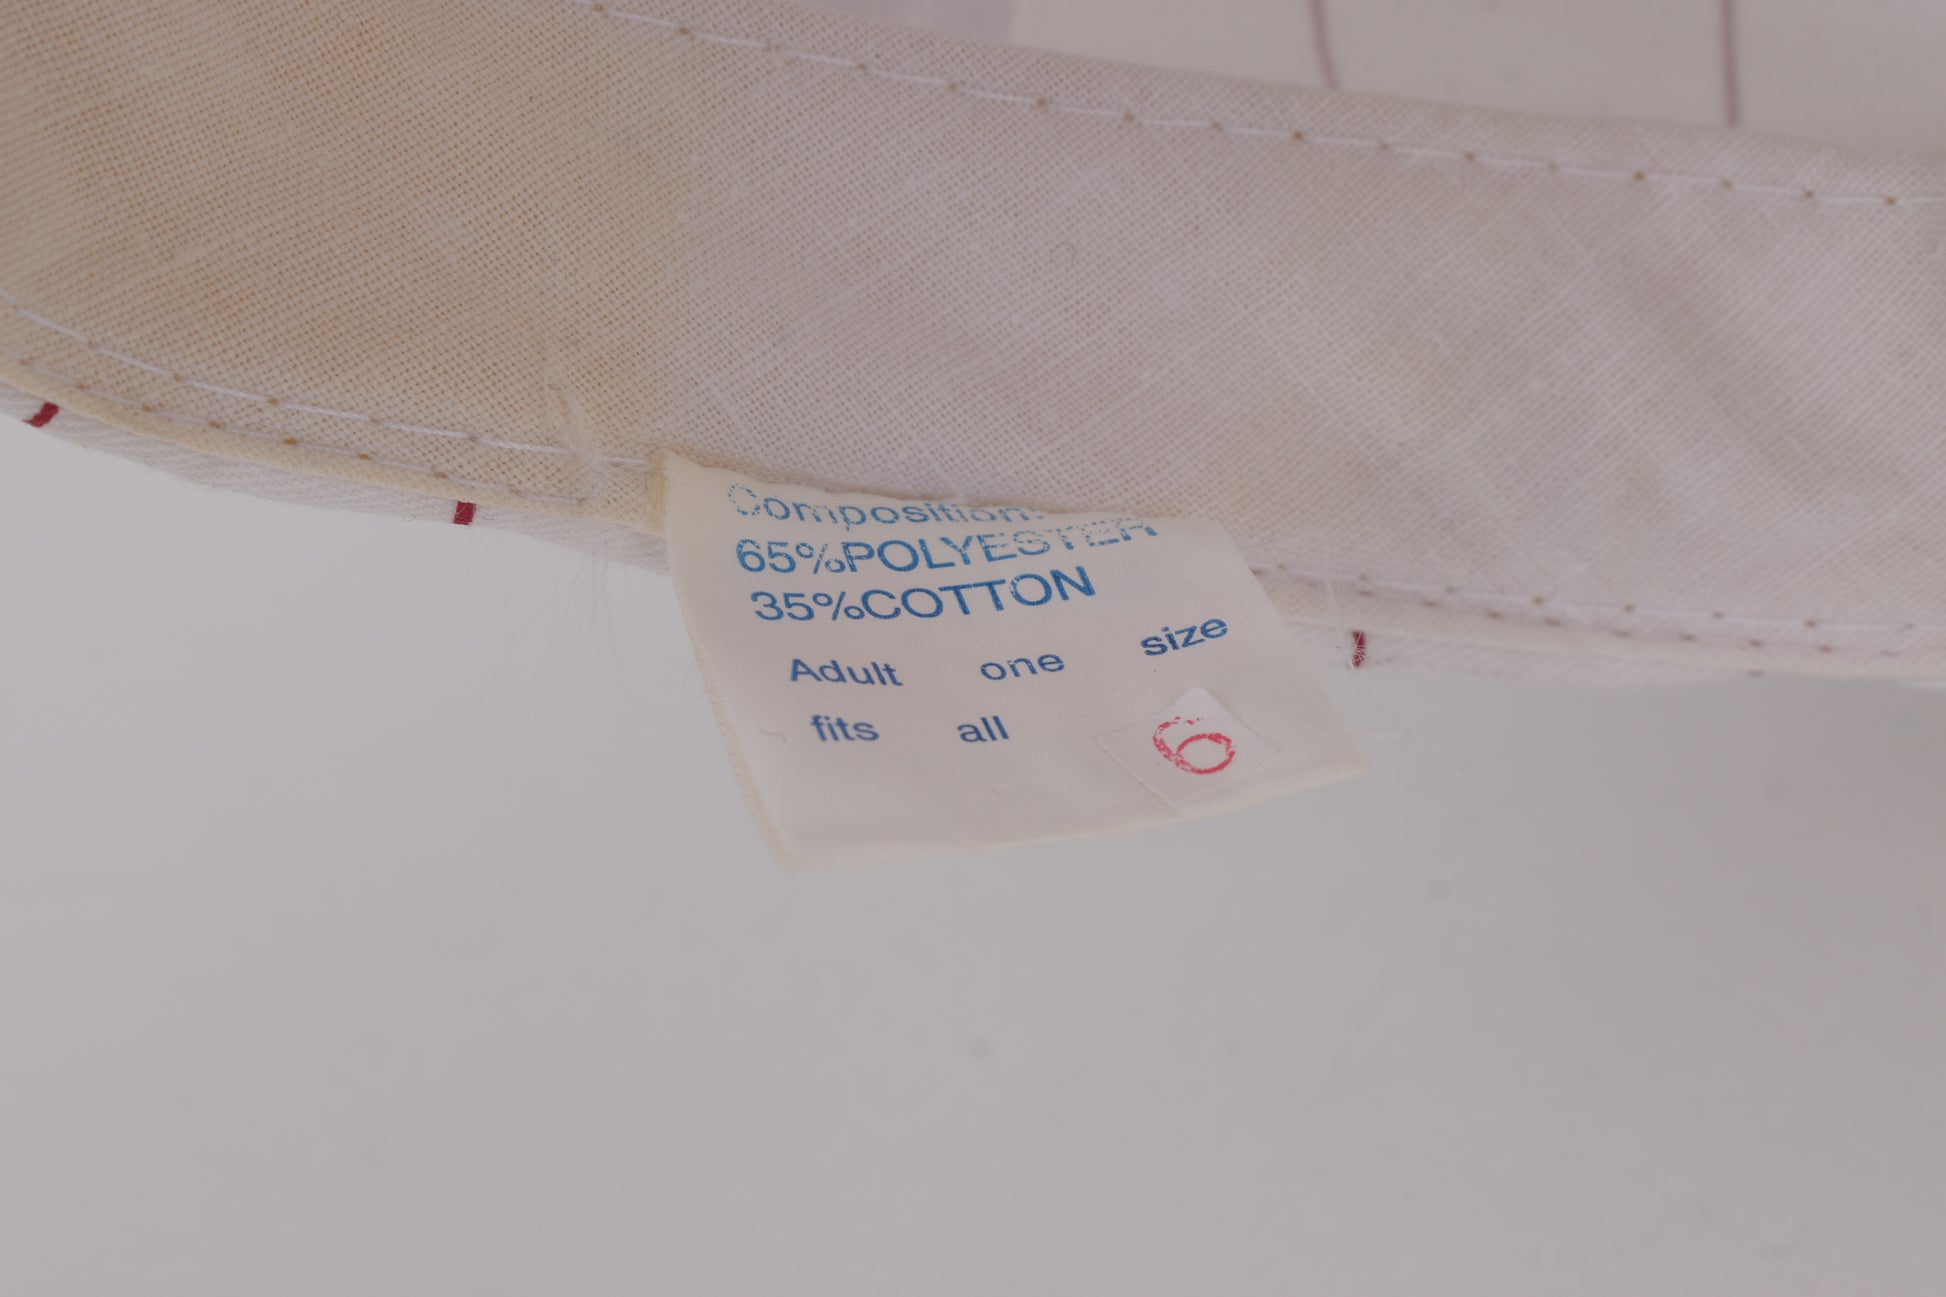 Composition:
65%POLYESTER
35%COTTON
Adult one size
fits all
6